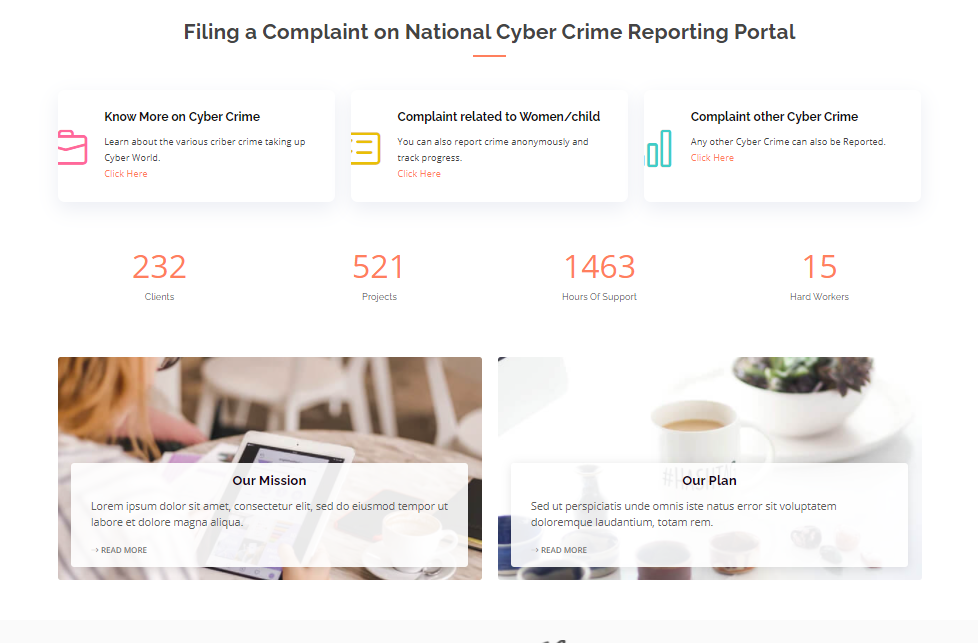 Filing a Complaint on National Cyber Crime Reporting Portal
Know More on Cyber Crime
Learn about the various criber crime taking up
Cyber World.
Click Here
Complaint related to Women/child
You can also report crime anonymously and
track progress.
Click Here
Complaint other Cyber Crime
Any other Cyber Crime can also be Reported.
Click Here
232
Clients
521
Projects
1463
Hours Of Support
15
Hard Workers
Our Mission
Lorem ipsum dolor sit amet, consectetur elit, sed do eiusmod tempor ut
labore et dolore magna aliqua.
→ READ MORE
Our Plan
Sed ut perspiciatis unde omnis iste natus error sit voluptatem
doloremque laudantium, totam rem.
→ READ MORE